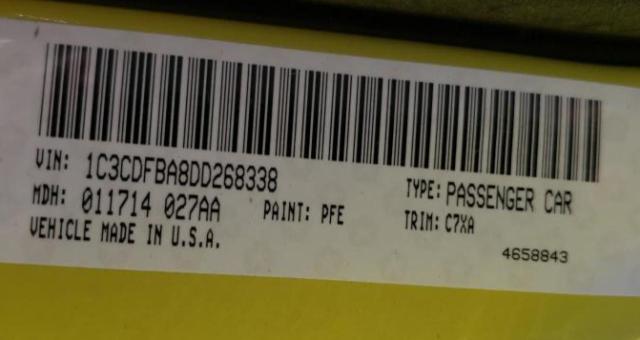 VIN: 1C3CDFBA8DD268338
TYPE: PASSENGER CAR
MDH: 011714 027AA PAINT: PFE TRIM: C7XA
VEHICLE MADE IN U.S.A.
4658843